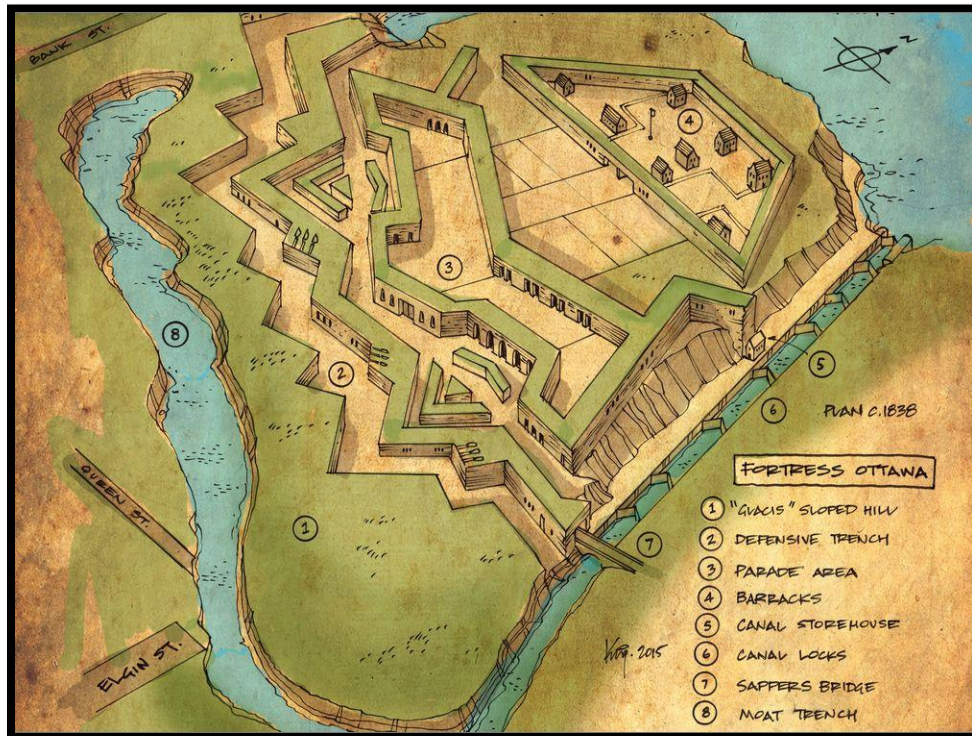 BANK ST.
Z
4
3
8
2
5
6
PLAN C.1838
QUEEN ST.
1
7
ELGIN ST.
FORTRESS OTTAWA
1 "GLACIS" SLOPED HILL
2 DEFENSIVE TRENCH
3 PARADE AREA
4 BARRACKS
5 CANAL STOREHOUSE
6 CANAL LOCKS
7 SAPPERS BRIDGE
8 MOAT TRENCH
2015